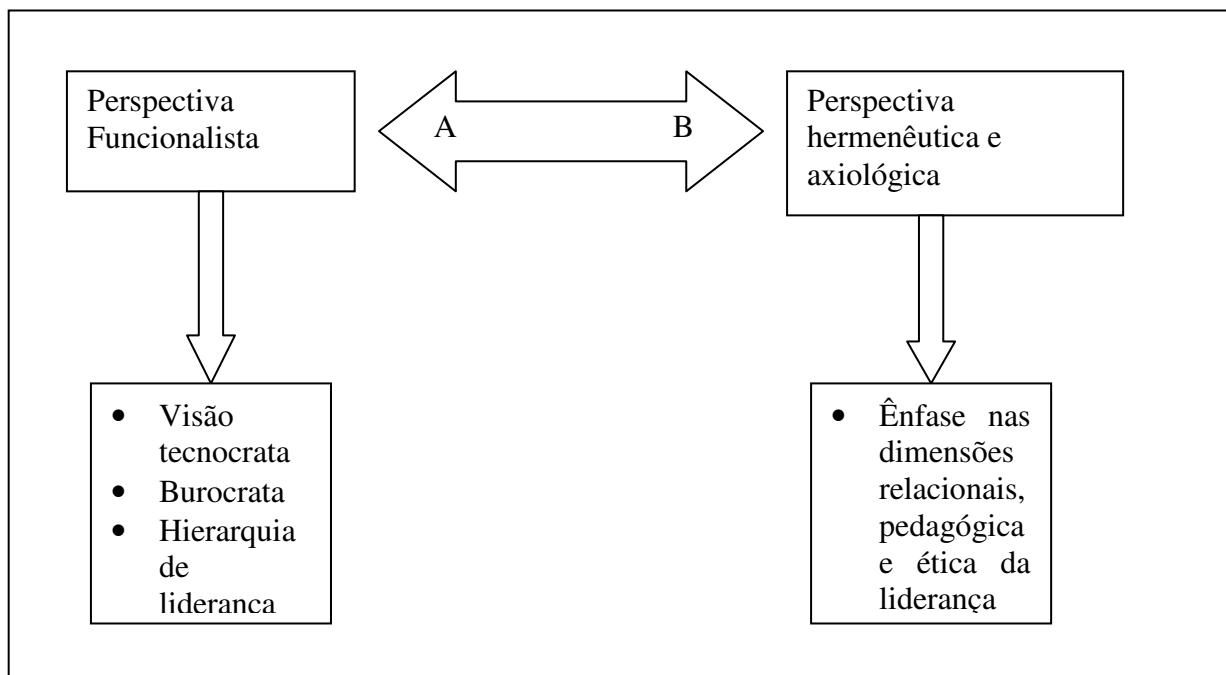 Perspectiva
Funcionalista
A
B
Perspectiva
hermenêutica e
axiológica
• Visão
tecnocrata
• Burocrata
• Hierarquia
de
liderança
• Ênfase nas
dimensões
relacionais,
pedagógica
e ética da
liderança